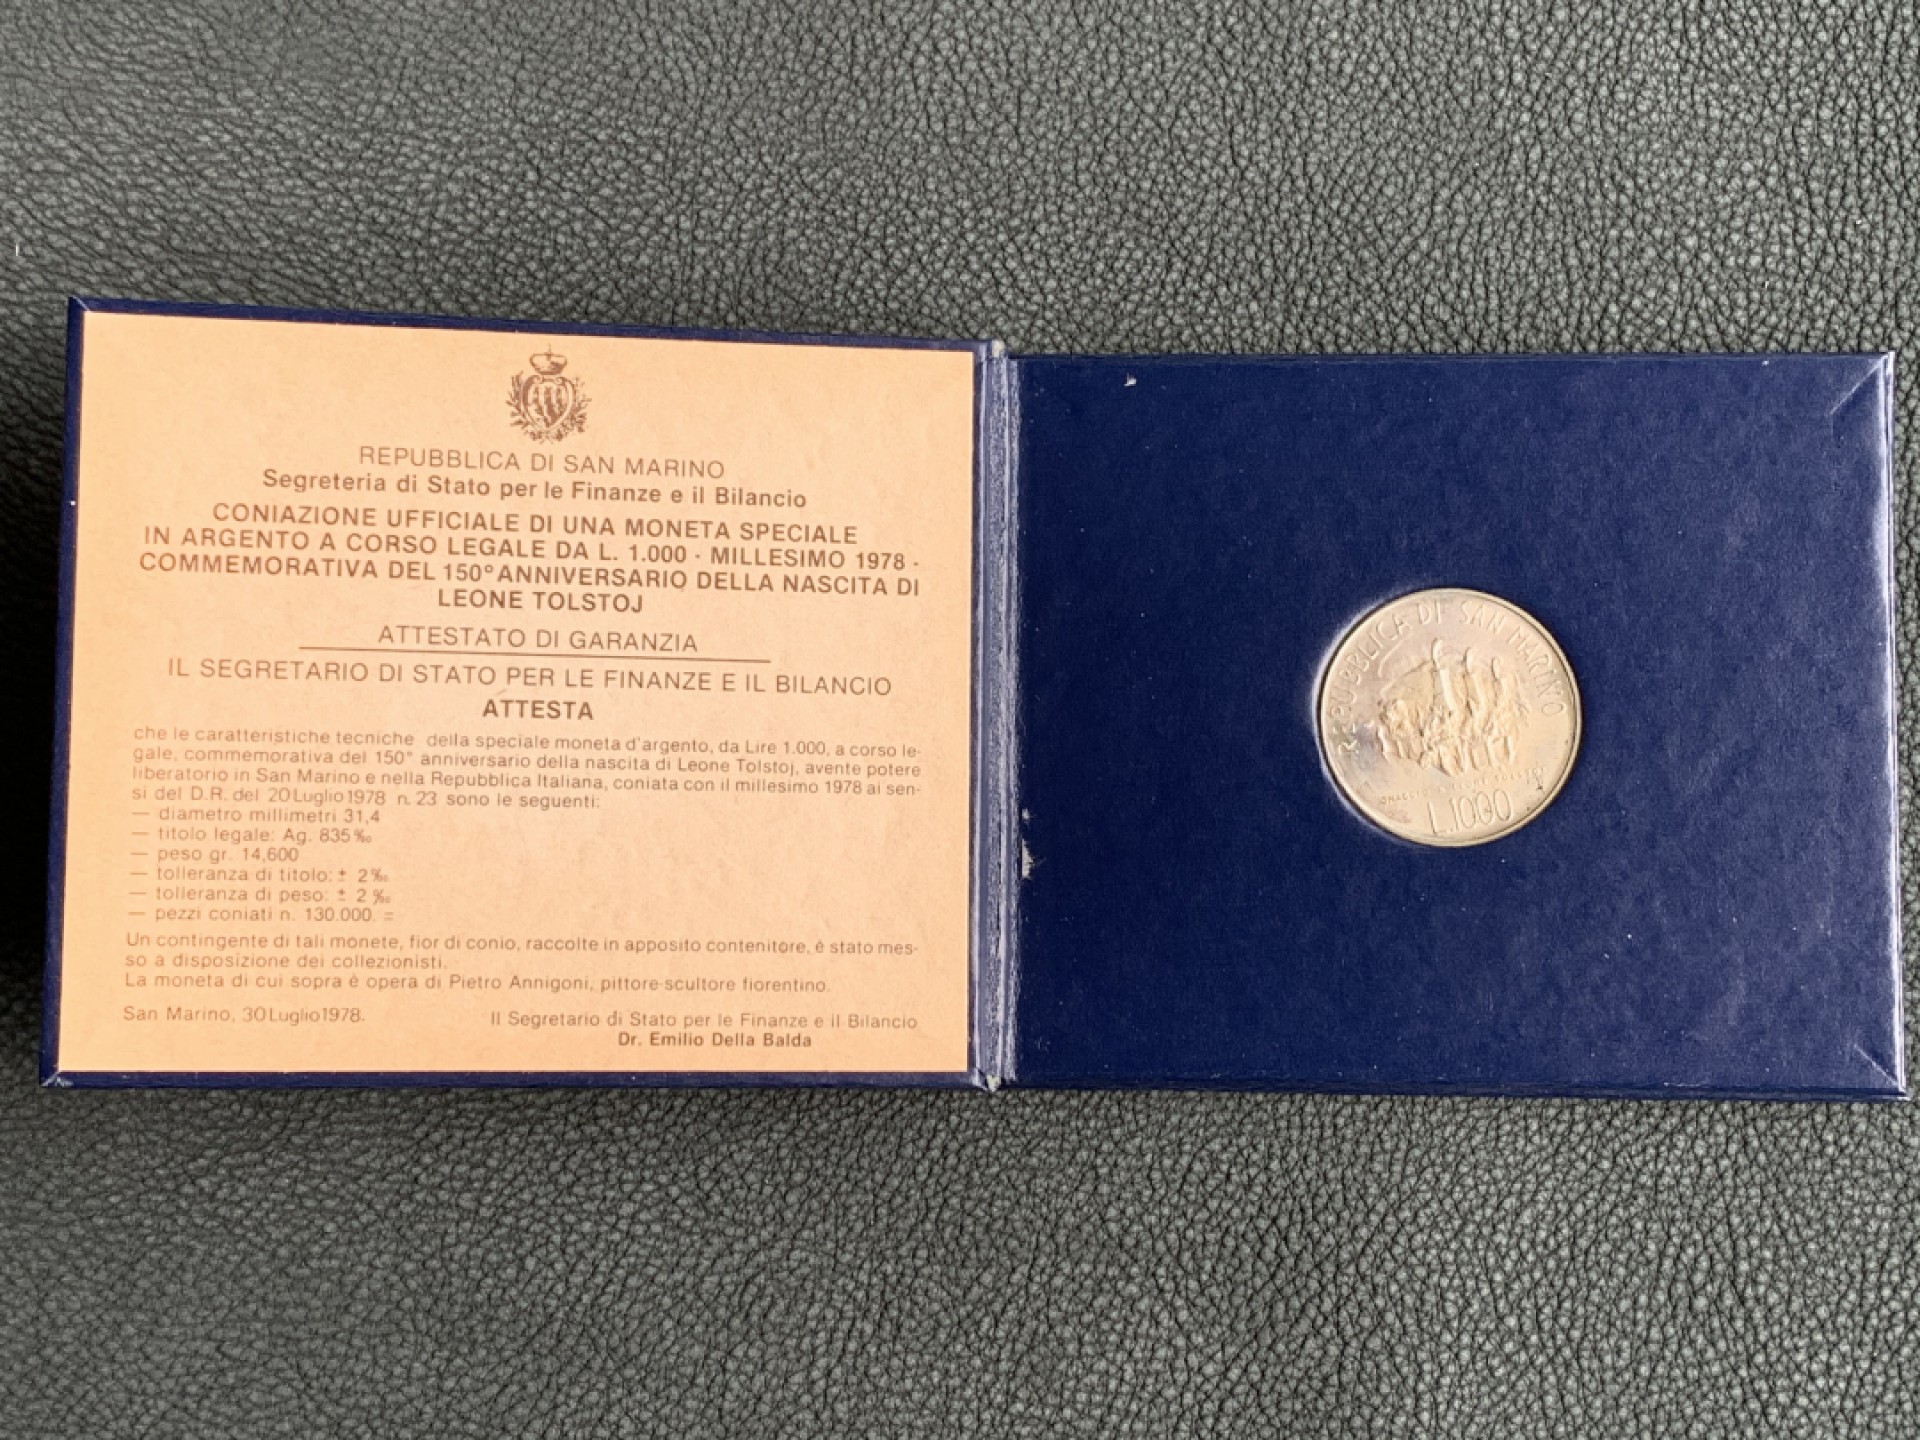 REPUBBLICA DI SAN MARINO
Segreteria di Stato per le Finanze e il Bilancio
CONIAZIONE UFFICIALE DI UNA MONETA SPECIALE
IN ARGENTO A CORSO LEGALE DA L. 1.000 - MILLESIMO 1978 -
COMMEMORATIVA DEL 150° ANNIVERSARIO DELLA NASCITA DI
LEONE TOLSTOJ
ATTESTATO DI GARANZIA
IL SEGRETARIO DI STATO PER LE FINANZE E IL BILANCIO
ATTESTA
che le caratteristiche tecniche della speciale moneta d'argento, da Lire 1.000, a corso le-
gale, commemorativa del 150° anniversario della nascita di Leone Tolstoj, avente potere
liberatorio in San Marino e nella Repubblica Italiana, coniata con il millesimo 1978 ai sen-
si del D.R. del 20 Luglio 1978 n. 23 sono le seguenti:
— diametro millimetri 31,4
— titolo legale: Ag. 835‰
— peso gr. 14,600
— tolleranza di titolo: ± 2‰
— tolleranza di peso: ± 2‰
— pezzi coniati n. 130.000. =
Un contingente di tali monete, fior di conio, raccolte in apposito contenitore, è stato mes-
so a disposizione dei collezionisti.
La moneta di cui sopra è opera di Pietro Annigoni, pittore-scultore fiorentino.
San Marino, 30 Luglio 1978.
Il Segretario di Stato per le Finanze e il Bilancio
Dr. Emilio Della Balda
REPUBBLICA DI SAN MARINO
L.1000